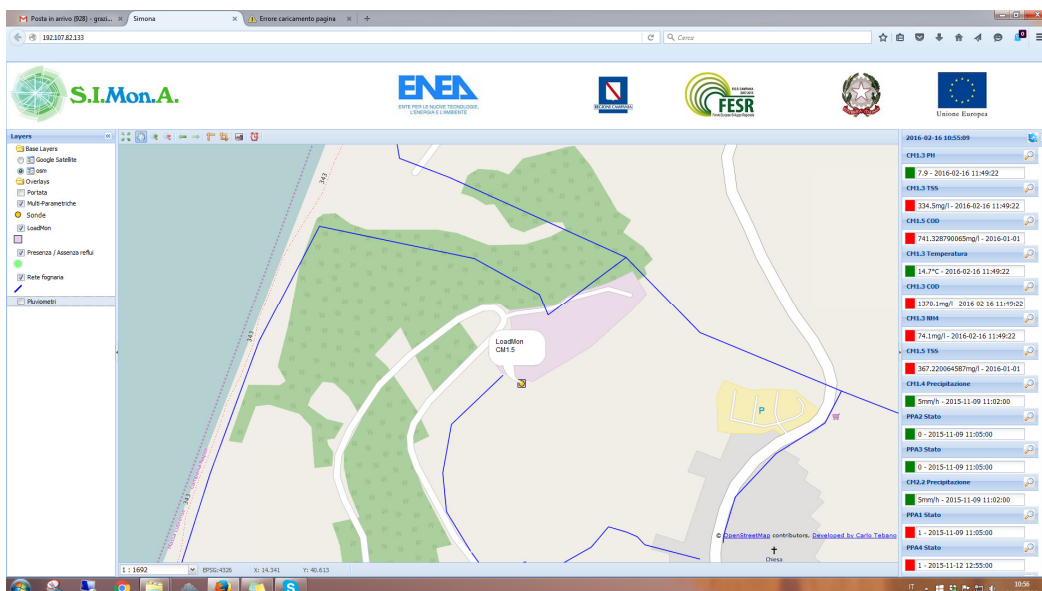 Posta in arrivo (928) - grazi...
Simona
Errore caricamento pagina
192.107.82.133
Cerca
0
S.I.Mon.A.
ENEA
ENTE PER LE NUOVE TECNOLOGIE,
L'ENERGIA E L'AMBIENTE
REGIONE CAMPANIA
FESR
Unione Europea
Layers
Base Layers
Google Satellite
osm
Overlays
Portata
Multi-Parametriche
Sonde
LoadMon
Presenza / Assenza reflui
Rete fognaria
Pluviometri
343
343
343
LoadMon
CM1.5
P
© OpenStreetMap contributors, Developed by Carlo Tebano
Chiesa
1 : 1692
EPSG:4326
X: 14.341
Y: 40.613
2016-02-16 10:55:09
CM1.3 PH
7.9 - 2016-02-16 11:49:22
CM1.3 TSS
334.5mg/l - 2016-02-16 11:49:22
CM1.5 COD
741.328790065mg/l - 2016-01-01
CM1.3 Temperatura
14.7°C - 2016-02-16 11:49:22
CM1.3 COD
1370.1mg/l 2016 02 16 11:49:22
CM1.3 NH4
74.1mg/l - 2016-02-16 11:49:22
CM1.5 TSS
367.220064587mg/l - 2016-01-01
CM1.4 Precipitazione
5mm/h - 2015-11-09 11:02:00
PPA2 Stato
0 - 2015-11-09 11:05:00
PPA3 Stato
0 - 2015-11-09 11:05:00
CM2.2 Precipitazione
5mm/h - 2015-11-09 11:02:00
PPA1 Stato
1 - 2015-11-09 11:05:00
PPA4 Stato
1 - 2015-11-12 12:55:00
IT
10:56